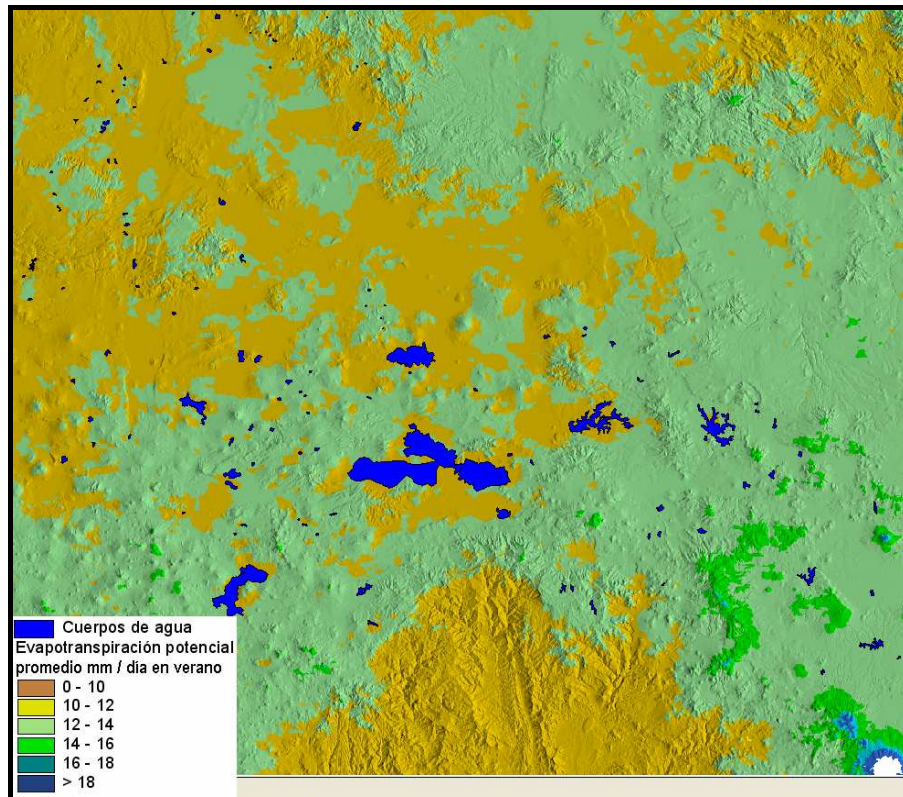 Cuerpos de agua
Evapotranspiración potencial
promedio mm / dia en verano
0 - 10
10 - 12
12 - 14
14 - 16
16 - 18
> 18